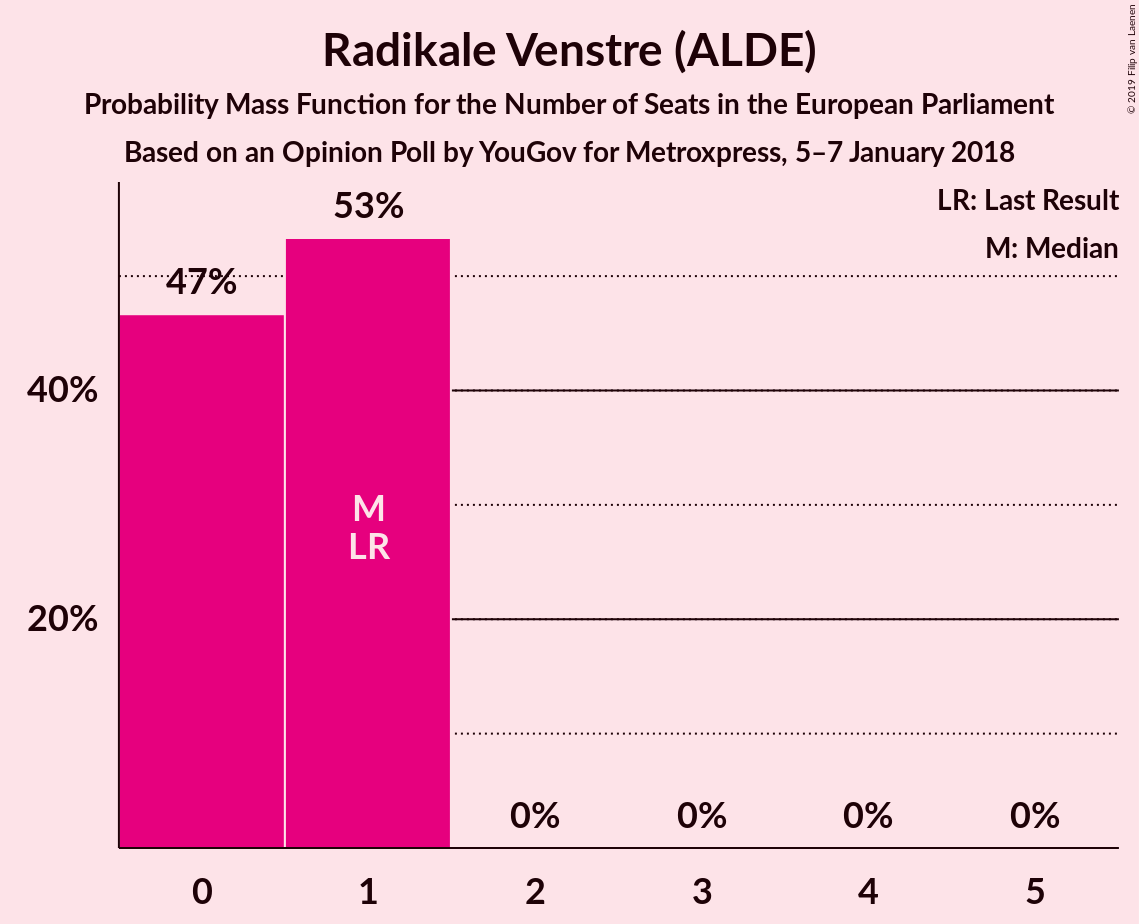 Radikale Venstre (ALDE)
Probability Mass Function for the Number of Seats in the European Parliament
Based on an Opinion Poll by YouGov for Metroxpress, 5–7 January 2018
© 2019 Filip van Laenen
LR: Last Result
M: Median
53%
47%
40%
M
LR
20%
0% 0% 0% 0%
0 1 2 3 4 5